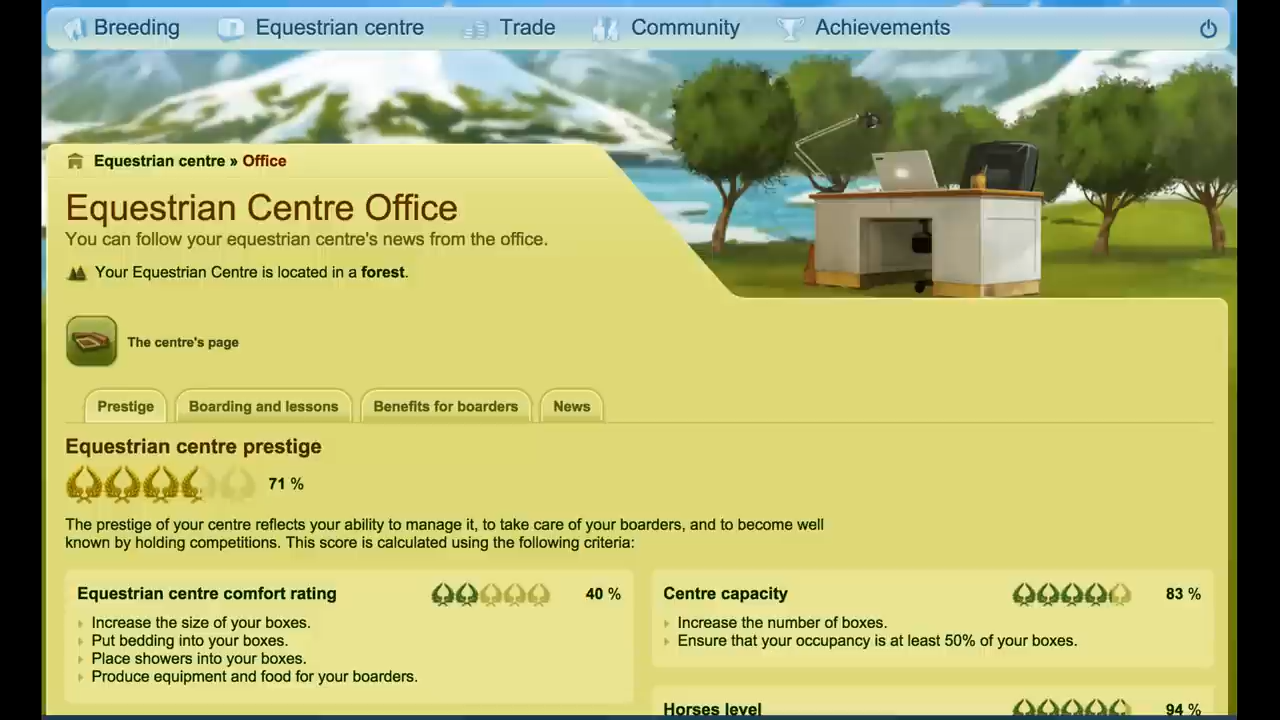 Breeding Equestrian centre Trade Community Achievements
Equestrian centre » Office
Equestrian Centre Office
You can follow your equestrian centre's news from the office.
Your Equestrian Centre is located in a forest.
The centre's page
Prestige Boarding and lessons Benefits for boarders News
Equestrian centre prestige
71 %
The prestige of your centre reflects your ability to manage it, to take care of your boarders, and to become well
known by holding competitions. This score is calculated using the following criteria:
Equestrian centre comfort rating 40 %
Increase the size of your boxes.
Put bedding into your boxes.
Place showers into your boxes.
Produce equipment and food for your boarders.
Centre capacity 83 %
Increase the number of boxes.
Ensure that your occupancy is at least 50% of your boxes.
Horses level 94 %